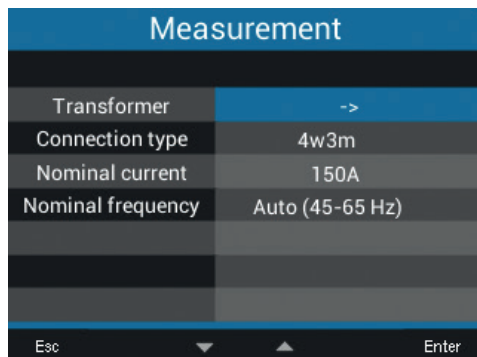 Measurement
Transformer ->
Connection type 4w3m
Nominal current 150A
Nominal frequency Auto (45-65 Hz)
Esc Enter